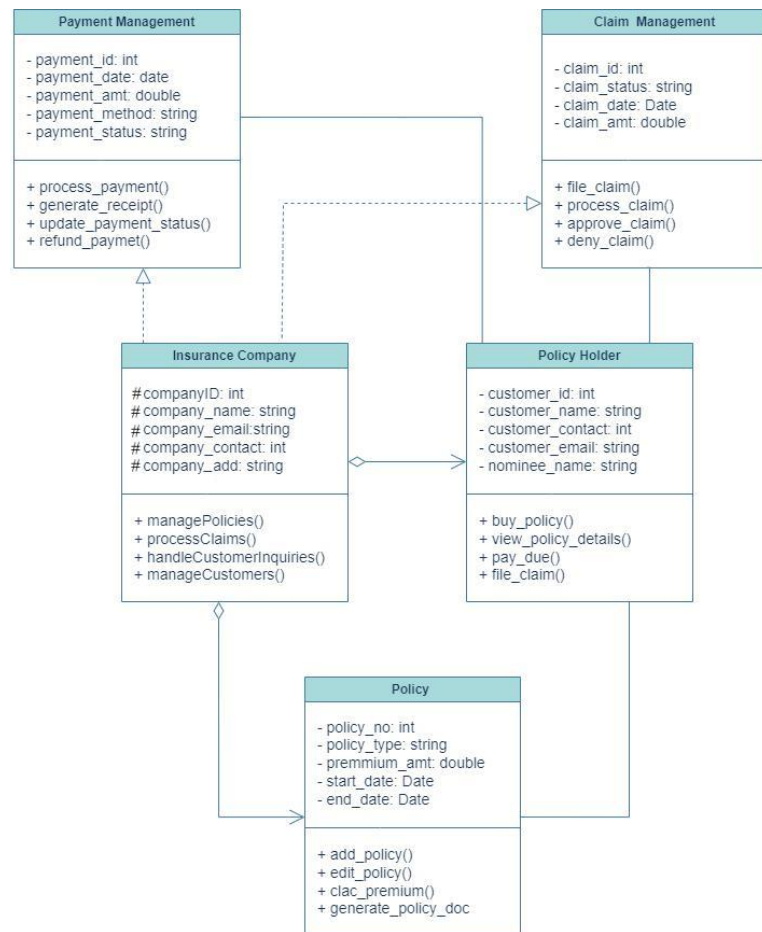 Payment Management
- payment_id: int
- payment_date: date
- payment_amt: double
- payment_method: string
- payment_status: string
+ process_payment()
+ generate_receipt()
+ update_payment_status()
+ refund_paymet()
Claim Management
- claim_id: int
- claim_status: string
- claim_date: Date
- claim_amt: double
+ file_claim()
+ process_claim()
+ approve_claim()
+ deny_claim()
Insurance Company
# companyID: int
# company_name: string
# company_email:string
# company_contact: int
# company_add: string
+ managePolicies()
+ processClaims()
+ handleCustomerInquiries()
+ manageCustomers()
Policy Holder
- customer_id: int
- customer_name: string
- customer_contact: int
- customer_email: string
- nominee_name: string
+ buy_policy()
+ view_policy_details()
+ pay_due()
+ file_claim()
Policy
- policy_no: int
- policy_type: string
- premmium_amt: double
- start_date: Date
- end_date: Date
+ add_policy()
+ edit_policy()
+ clac_premium()
+ generate_policy_doc